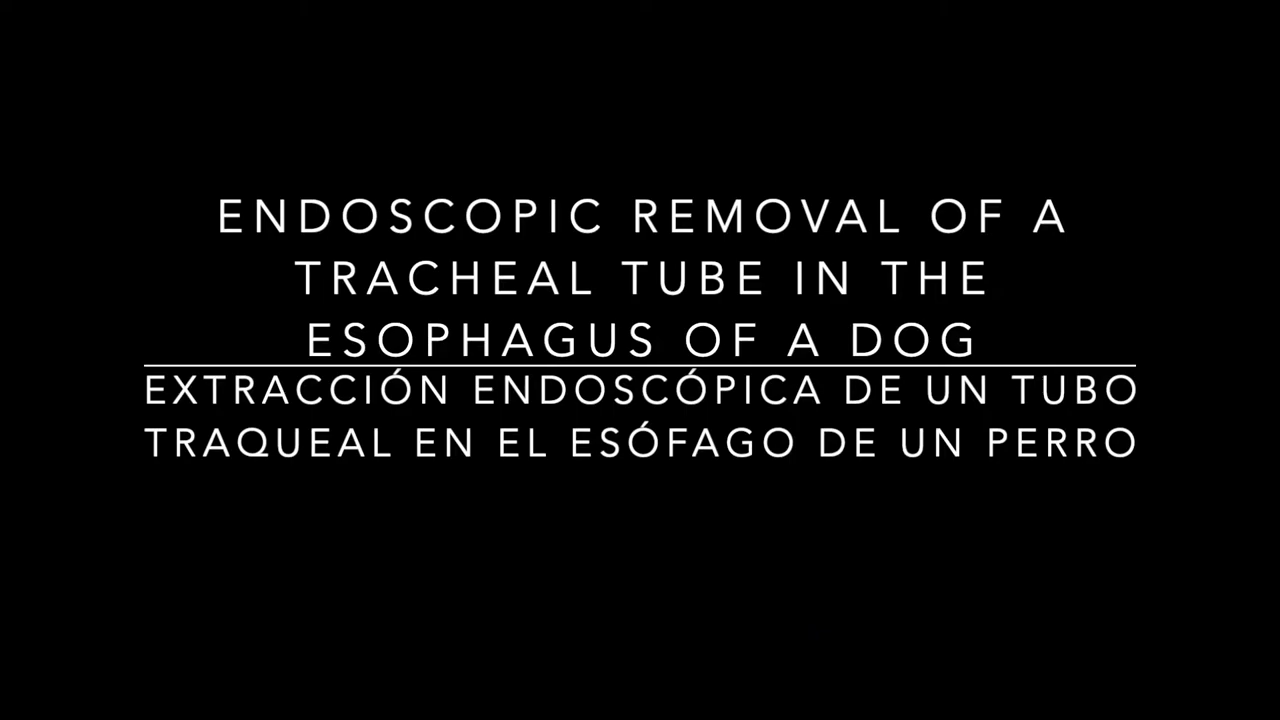 ENDOSCOPIC REMOVAL OF A
TRACHEAL TUBE IN THE
ESOPHAGUS OF A DOG
EXTRACCIÓN ENDOSCÓPICA DE UN TUBO
TRAQUEAL EN EL ESÓFAGO DE UN PERRO